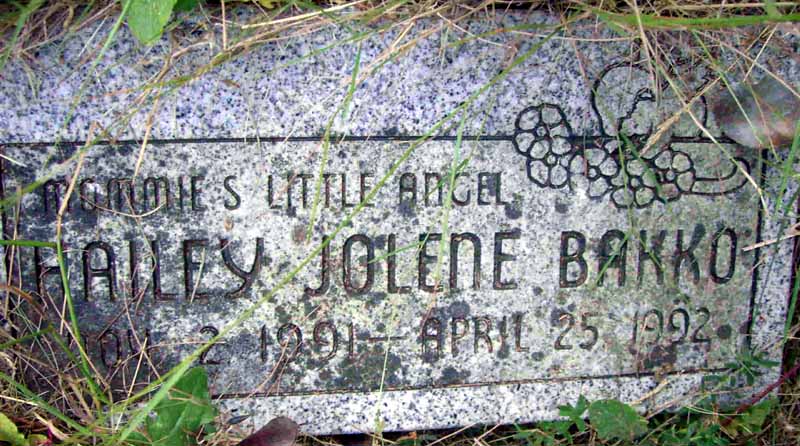 MOMMIE'S LITTLE ANGEL
HAILEY JOLENE BAKKO
NOV. 2 1991 — APRIL 25 1992